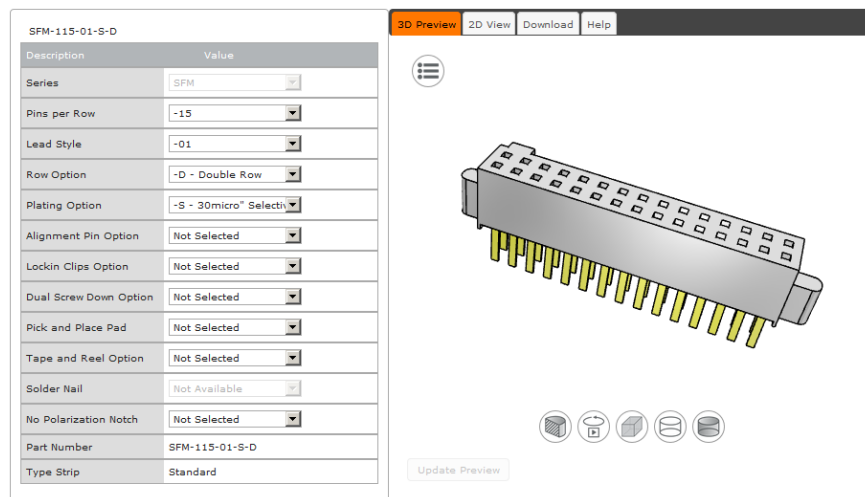 SFM-115-01-S-D
Description Value
Series SFM
Pins per Row -15
Lead Style -01
Row Option -D - Double Row
Plating Option -S - 30micro" Selectiv
Alignment Pin Option Not Selected
Lockin Clips Option Not Selected
Dual Screw Down Option Not Selected
Pick and Place Pad Not Selected
Tape and Reel Option Not Selected
Solder Nail Not Available
No Polarization Notch Not Selected
Part Number SFM-115-01-S-D
Type Strip Standard
3D Preview 2D View Download Help
Update Preview